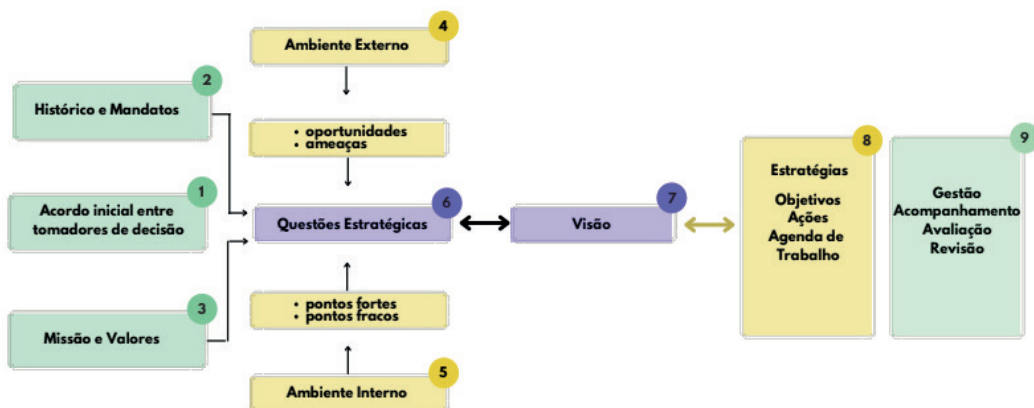 4
Ambiente Externo
2
Histórico e Mandatos
• oportunidades
• ameaças
1
Acordo inicial entre
tomadores de decisão
6
Questões Estratégicas
7
Visão
3
Missão e Valores
• pontos fortes
• pontos fracos
5
Ambiente Interno
8
Estratégias
Objetivos
Ações
Agenda de
Trabalho
9
Gestão
Acompanhamento
Avaliação
Revisão